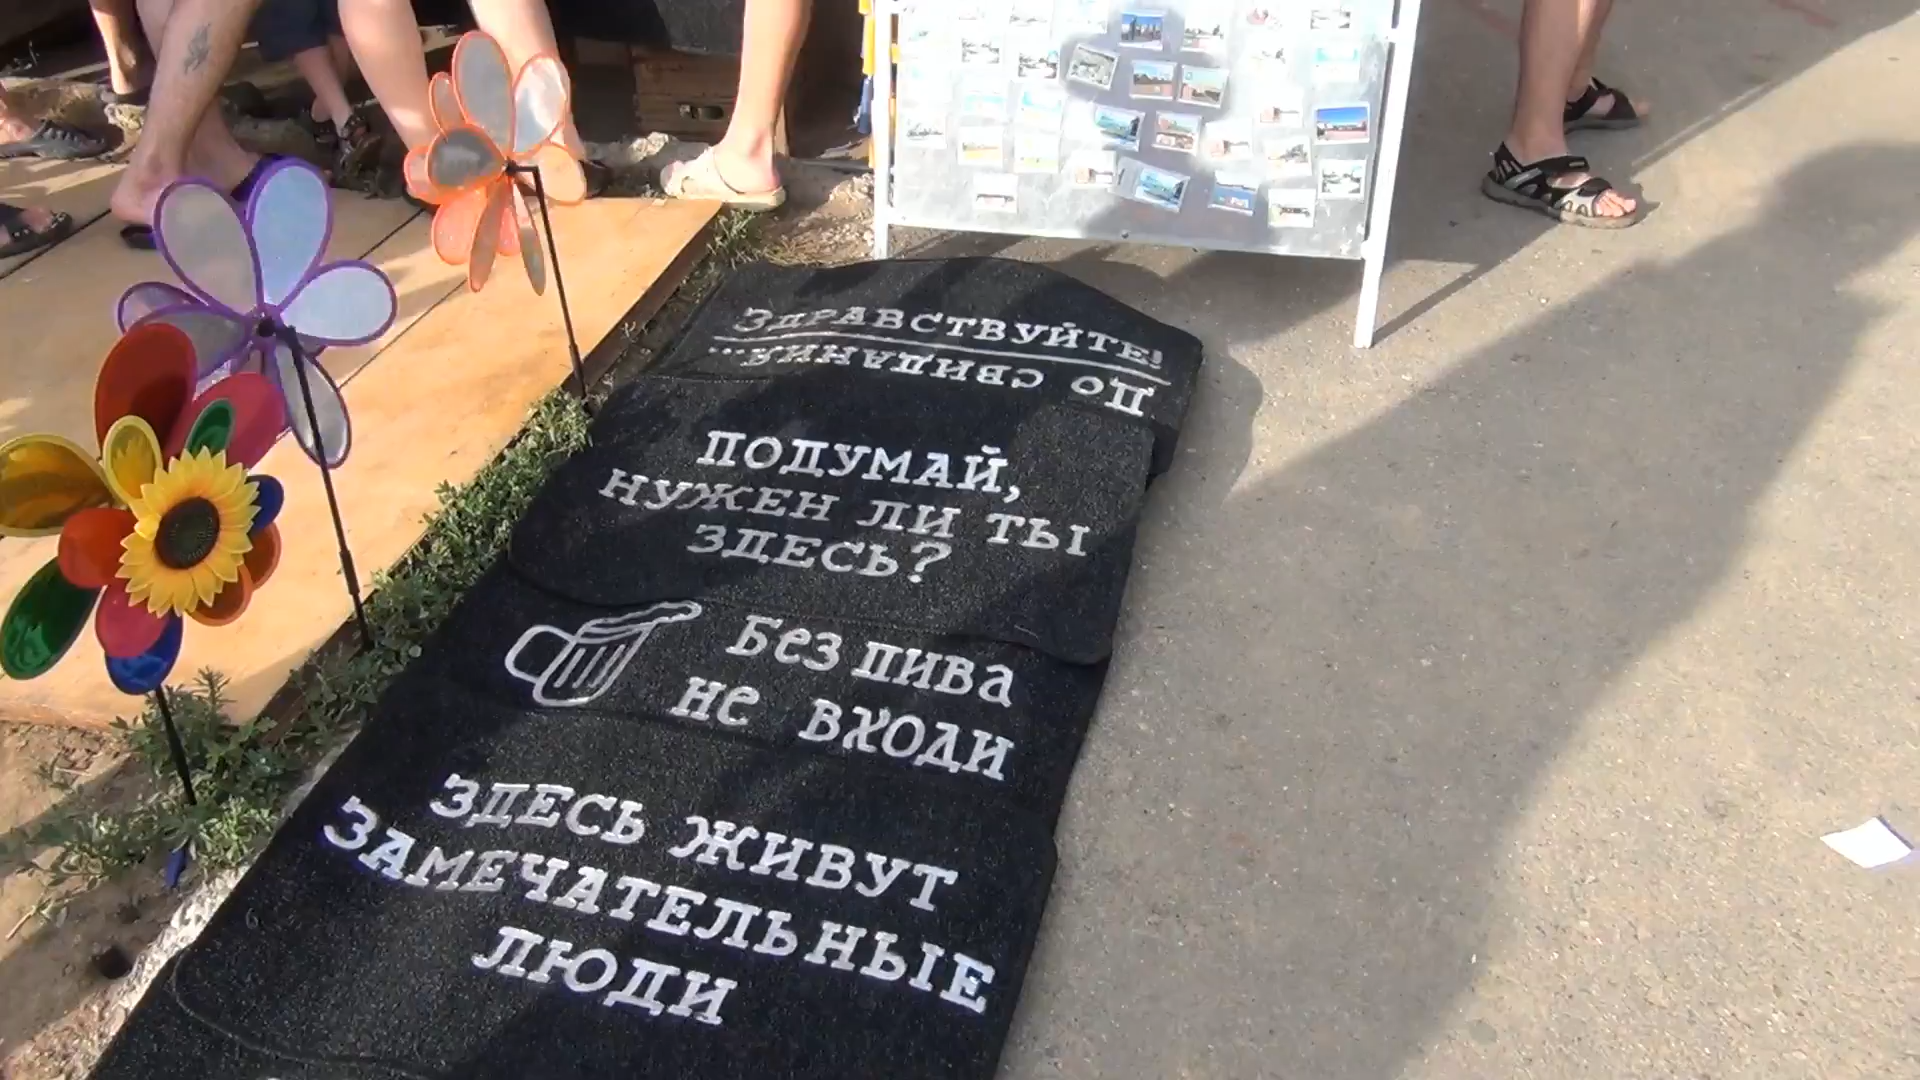 Здравствуйте!
До свидания...
ПОДУМАЙ,
НУЖЕН ЛИ ТЫ
ЗДЕСЬ?
Без пива
не входи
ЗДЕСЬ ЖИВУТ
ЗАМЕЧАТЕЛЬНЫЕ
ЛЮДИ